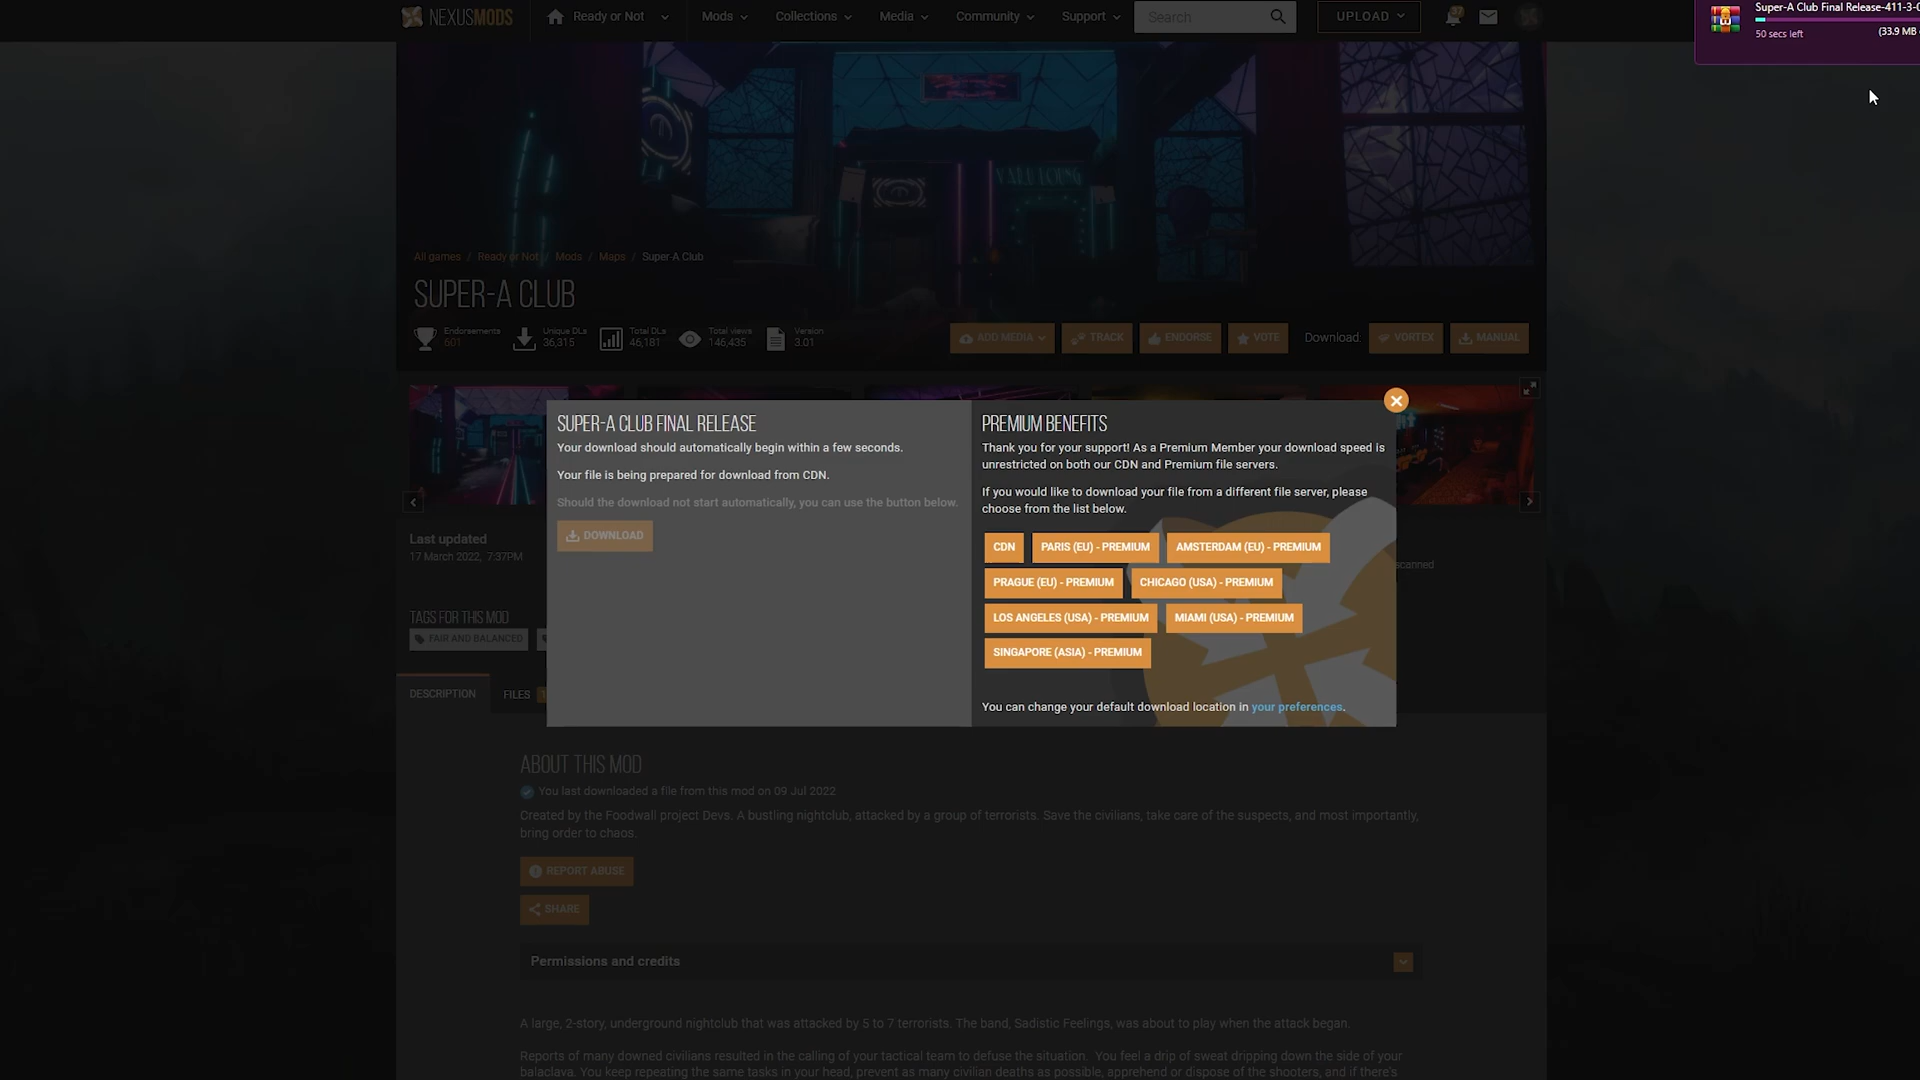 NEXUSMODS
Ready or Not
Mods
Collections
Media
Community
Support
Search
UPLOAD
Super-A Club Final Release-411-3-0
50 secs left
(33.9 MB
All games / Ready or Not / Mods / Maps / Super-A Club
SUPER-A CLUB
Endorsements
601
Unique DLs
36,315
Total DLs
46,181
Total views
146,435
Version
3.01
ADD MEDIA
TRACK
ENDORSE
VOTE
Download:
VORTEX
MANUAL
SUPER-A CLUB FINAL RELEASE
Your download should automatically begin within a few seconds.
Your file is being prepared for download from CDN.
Should the download not start automatically, you can use the button below.
DOWNLOAD
PREMIUM BENEFITS
Thank you for your support! As a Premium Member your download speed is
unrestricted on both our CDN and Premium file servers.
If you would like to download your file from a different file server, please
choose from the list below.
CDN
PARIS (EU) - PREMIUM
AMSTERDAM (EU) - PREMIUM
PRAGUE (EU) - PREMIUM
CHICAGO (USA) - PREMIUM
LOS ANGELES (USA) - PREMIUM
MIAMI (USA) - PREMIUM
SINGAPORE (ASIA) - PREMIUM
You can change your default download location in your preferences.
Last updated
17 March 2022, 7:37PM
scanned
TAGS FOR THIS MOD
FAIR AND BALANCED
DESCRIPTION
FILES
ABOUT THIS MOD
You last downloaded a file from this mod on 09 Jul 2022
Created by the Foodwall project Devs. A bustling nightclub, attacked by a group of terrorists. Save the civilians, take care of the suspects, and most importantly,
bring order to chaos.
REPORT ABUSE
SHARE
Permissions and credits
A large, 2-story, underground nightclub that was attacked by 5 to 7 terrorists. The band, Sadistic Feelings, was about to play when the attack began.
Reports of many downed civilians resulted in the calling of your tactical team to defuse the situation. You feel a drip of sweat dripping down the side of your
balaclava. You keep repeating the same tasks in your head, prevent as many civilian deaths as possible, apprehend or dispose of the shooters, and if there's